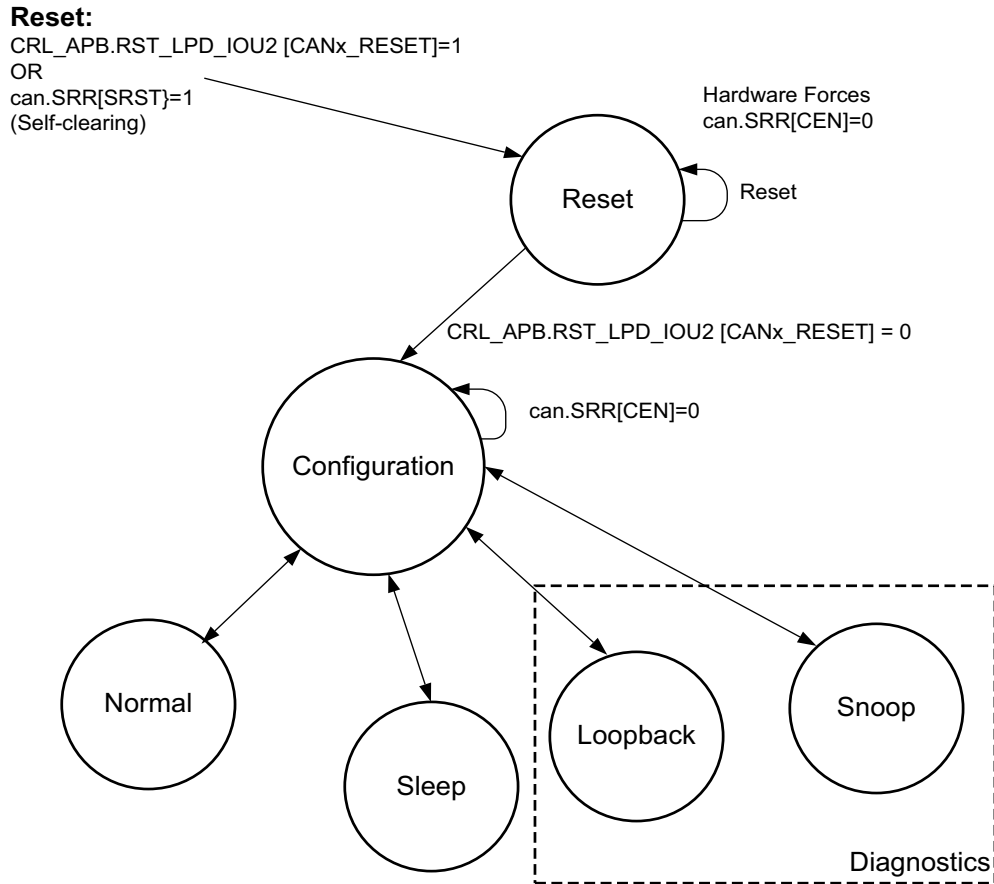 Reset:
CRL_APB.RST_LPD_IOU2 [CANx_RESET]=1
OR
can.SRR[SRST}=1
(Self-clearing)
Hardware Forces
can.SRR[CEN]=0
Reset
Reset
CRL_APB.RST_LPD_IOU2 [CANx_RESET] = 0
can.SRR[CEN]=0
Configuration
Normal
Sleep
Loopback
Snoop
Diagnostics